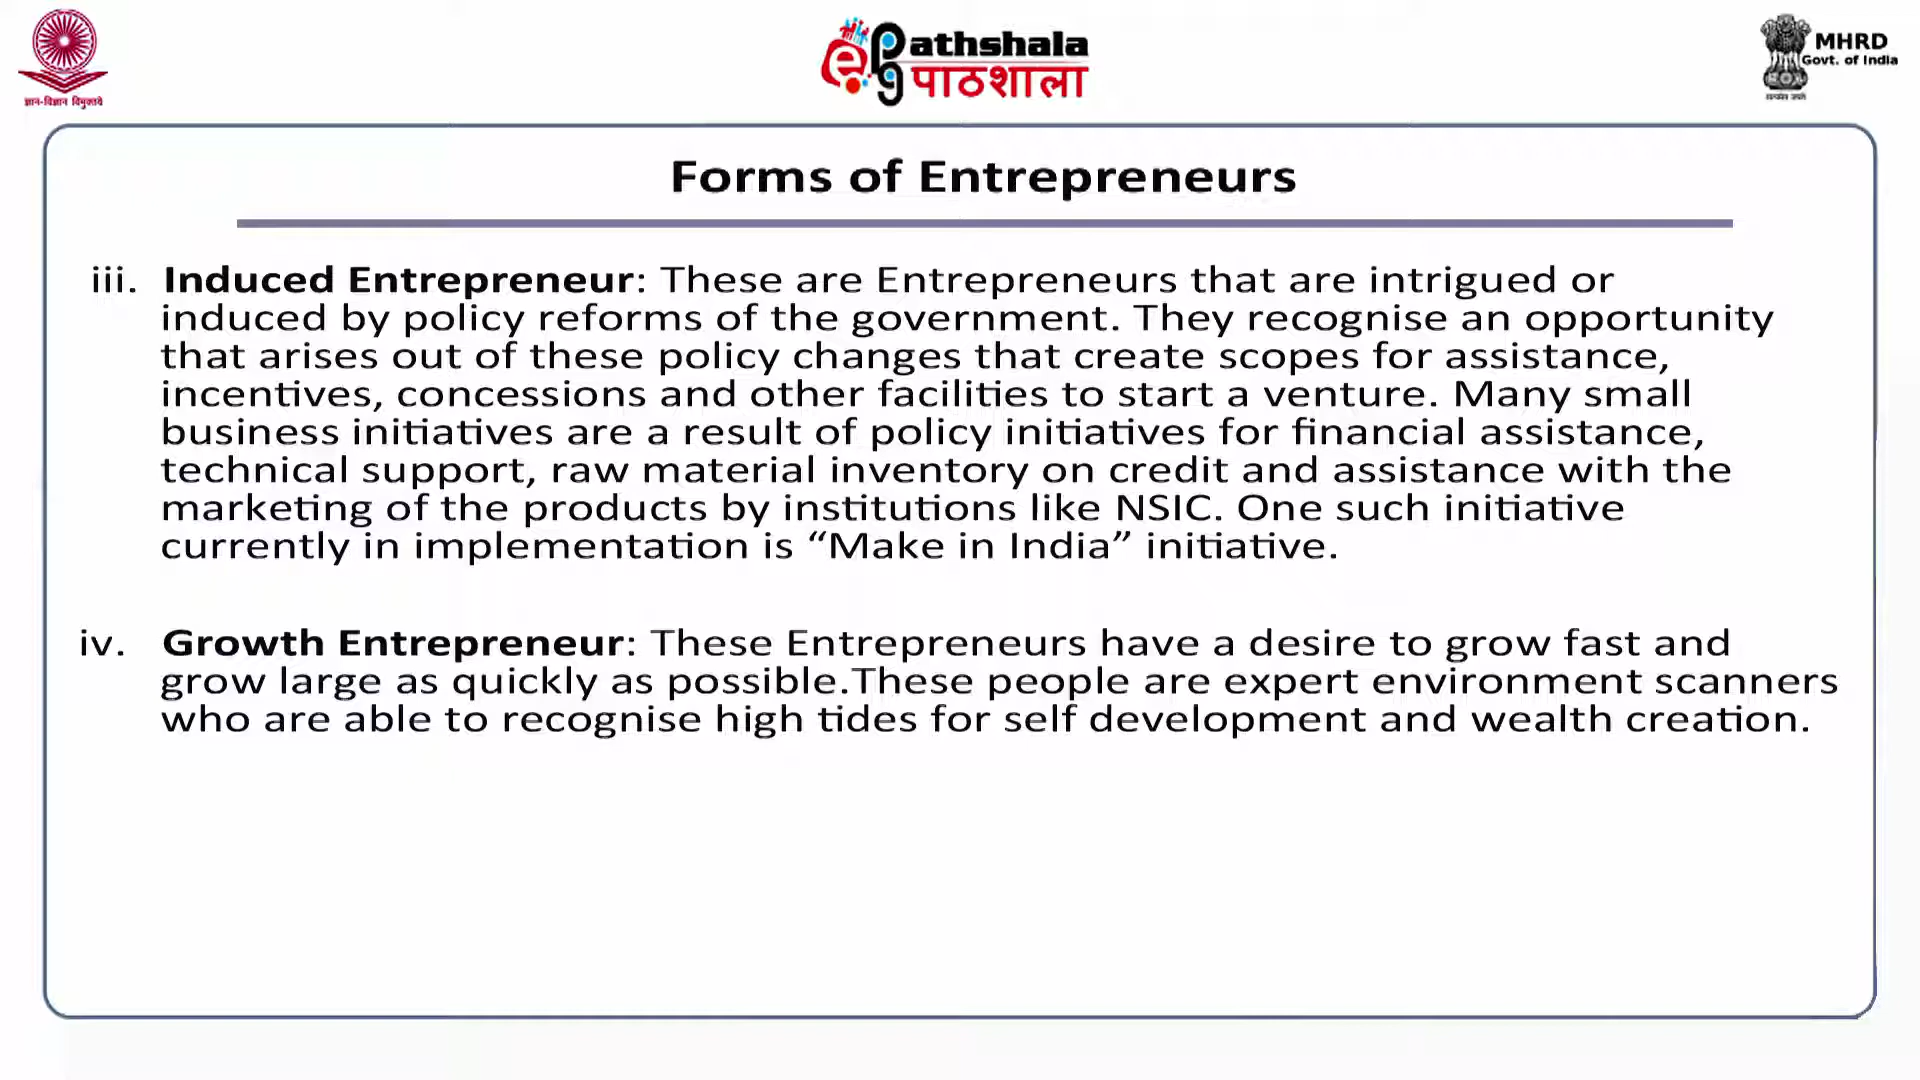 ज्ञान-विज्ञान विमुक्तये
e pg athshala
पाठशाला
MHRD
Govt. of India
सत्यमेव जयते
Forms of Entrepreneurs
iii. Induced Entrepreneur: These are Entrepreneurs that are intrigued or
induced by policy reforms of the government. They recognise an opportunity
that arises out of these policy changes that create scopes for assistance,
incentives, concessions and other facilities to start a venture. Many small
business initiatives are a result of policy initiatives for financial assistance,
technical support, raw material inventory on credit and assistance with the
marketing of the products by institutions like NSIC. One such initiative
currently in implementation is “Make in India” initiative.
iv. Growth Entrepreneur: These Entrepreneurs have a desire to grow fast and
grow large as quickly as possible.These people are expert environment scanners
who are able to recognise high tides for self development and wealth creation.